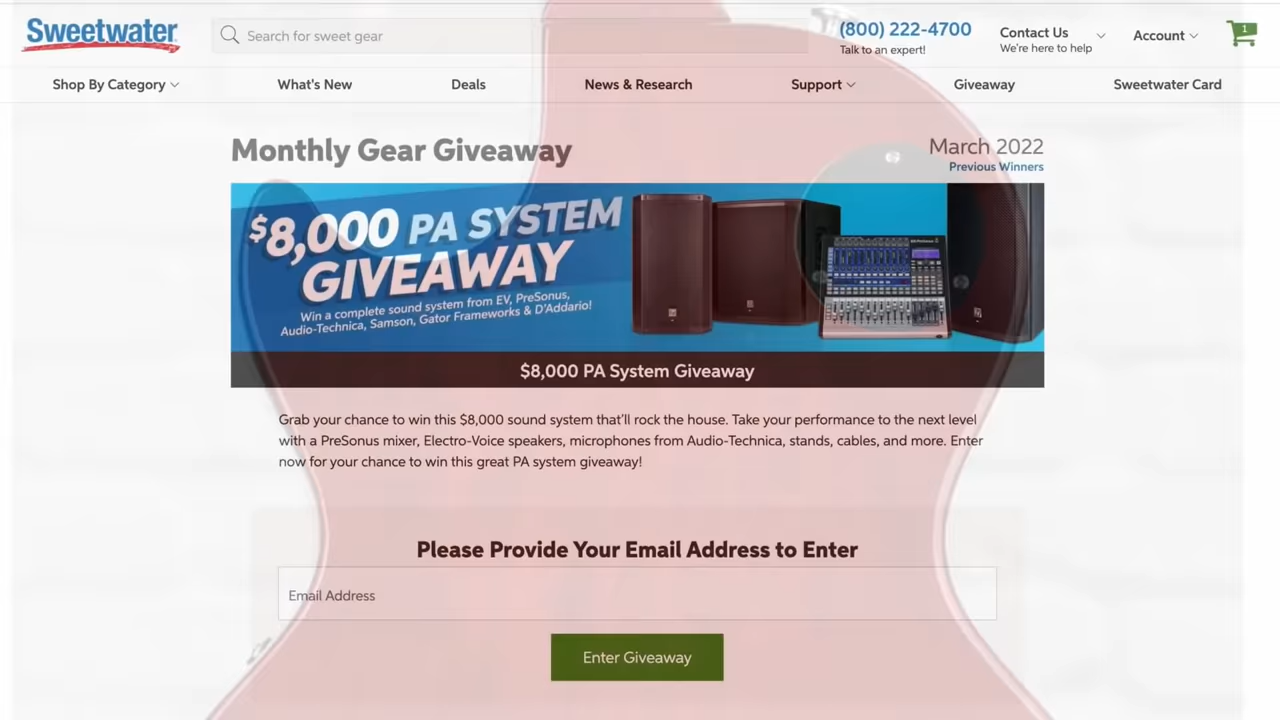 Sweetwater
Search for sweet gear
(800) 222-4700
Talk to an expert!
Contact Us
We're here to help
Account
1
Shop By Category
What's New
Deals
News & Research
Support
Giveaway
Sweetwater Card
Monthly Gear Giveaway
March 2022
Previous Winners
$8,000 PA SYSTEM
GIVEAWAY
Win a complete sound system from EV, PreSonus,
Audio-Technica, Samson, Gator Frameworks & D'Addario!
$8,000 PA System Giveaway
Grab your chance to win this $8,000 sound system that'll rock the house. Take your performance to the next level
with a PreSonus mixer, Electro-Voice speakers, microphones from Audio-Technica, stands, cables, and more. Enter
now for your chance to win this great PA system giveaway!
Please Provide Your Email Address to Enter
Email Address
Enter Giveaway